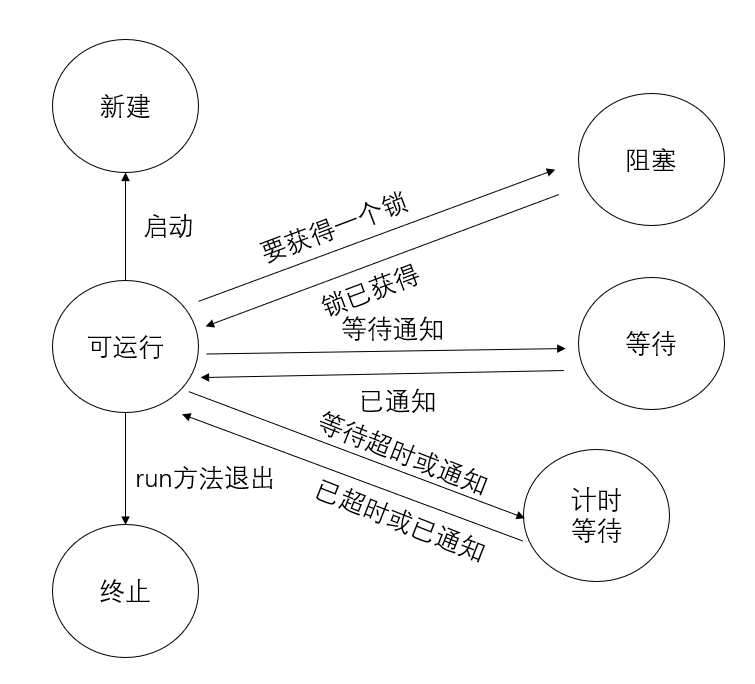 新建
阻塞
启动
要获得一个锁
锁已获得
等待通知
可运行
等待
已通知
等待超时或通知
run方法退出
已超时或已通知
计时
等待
终止